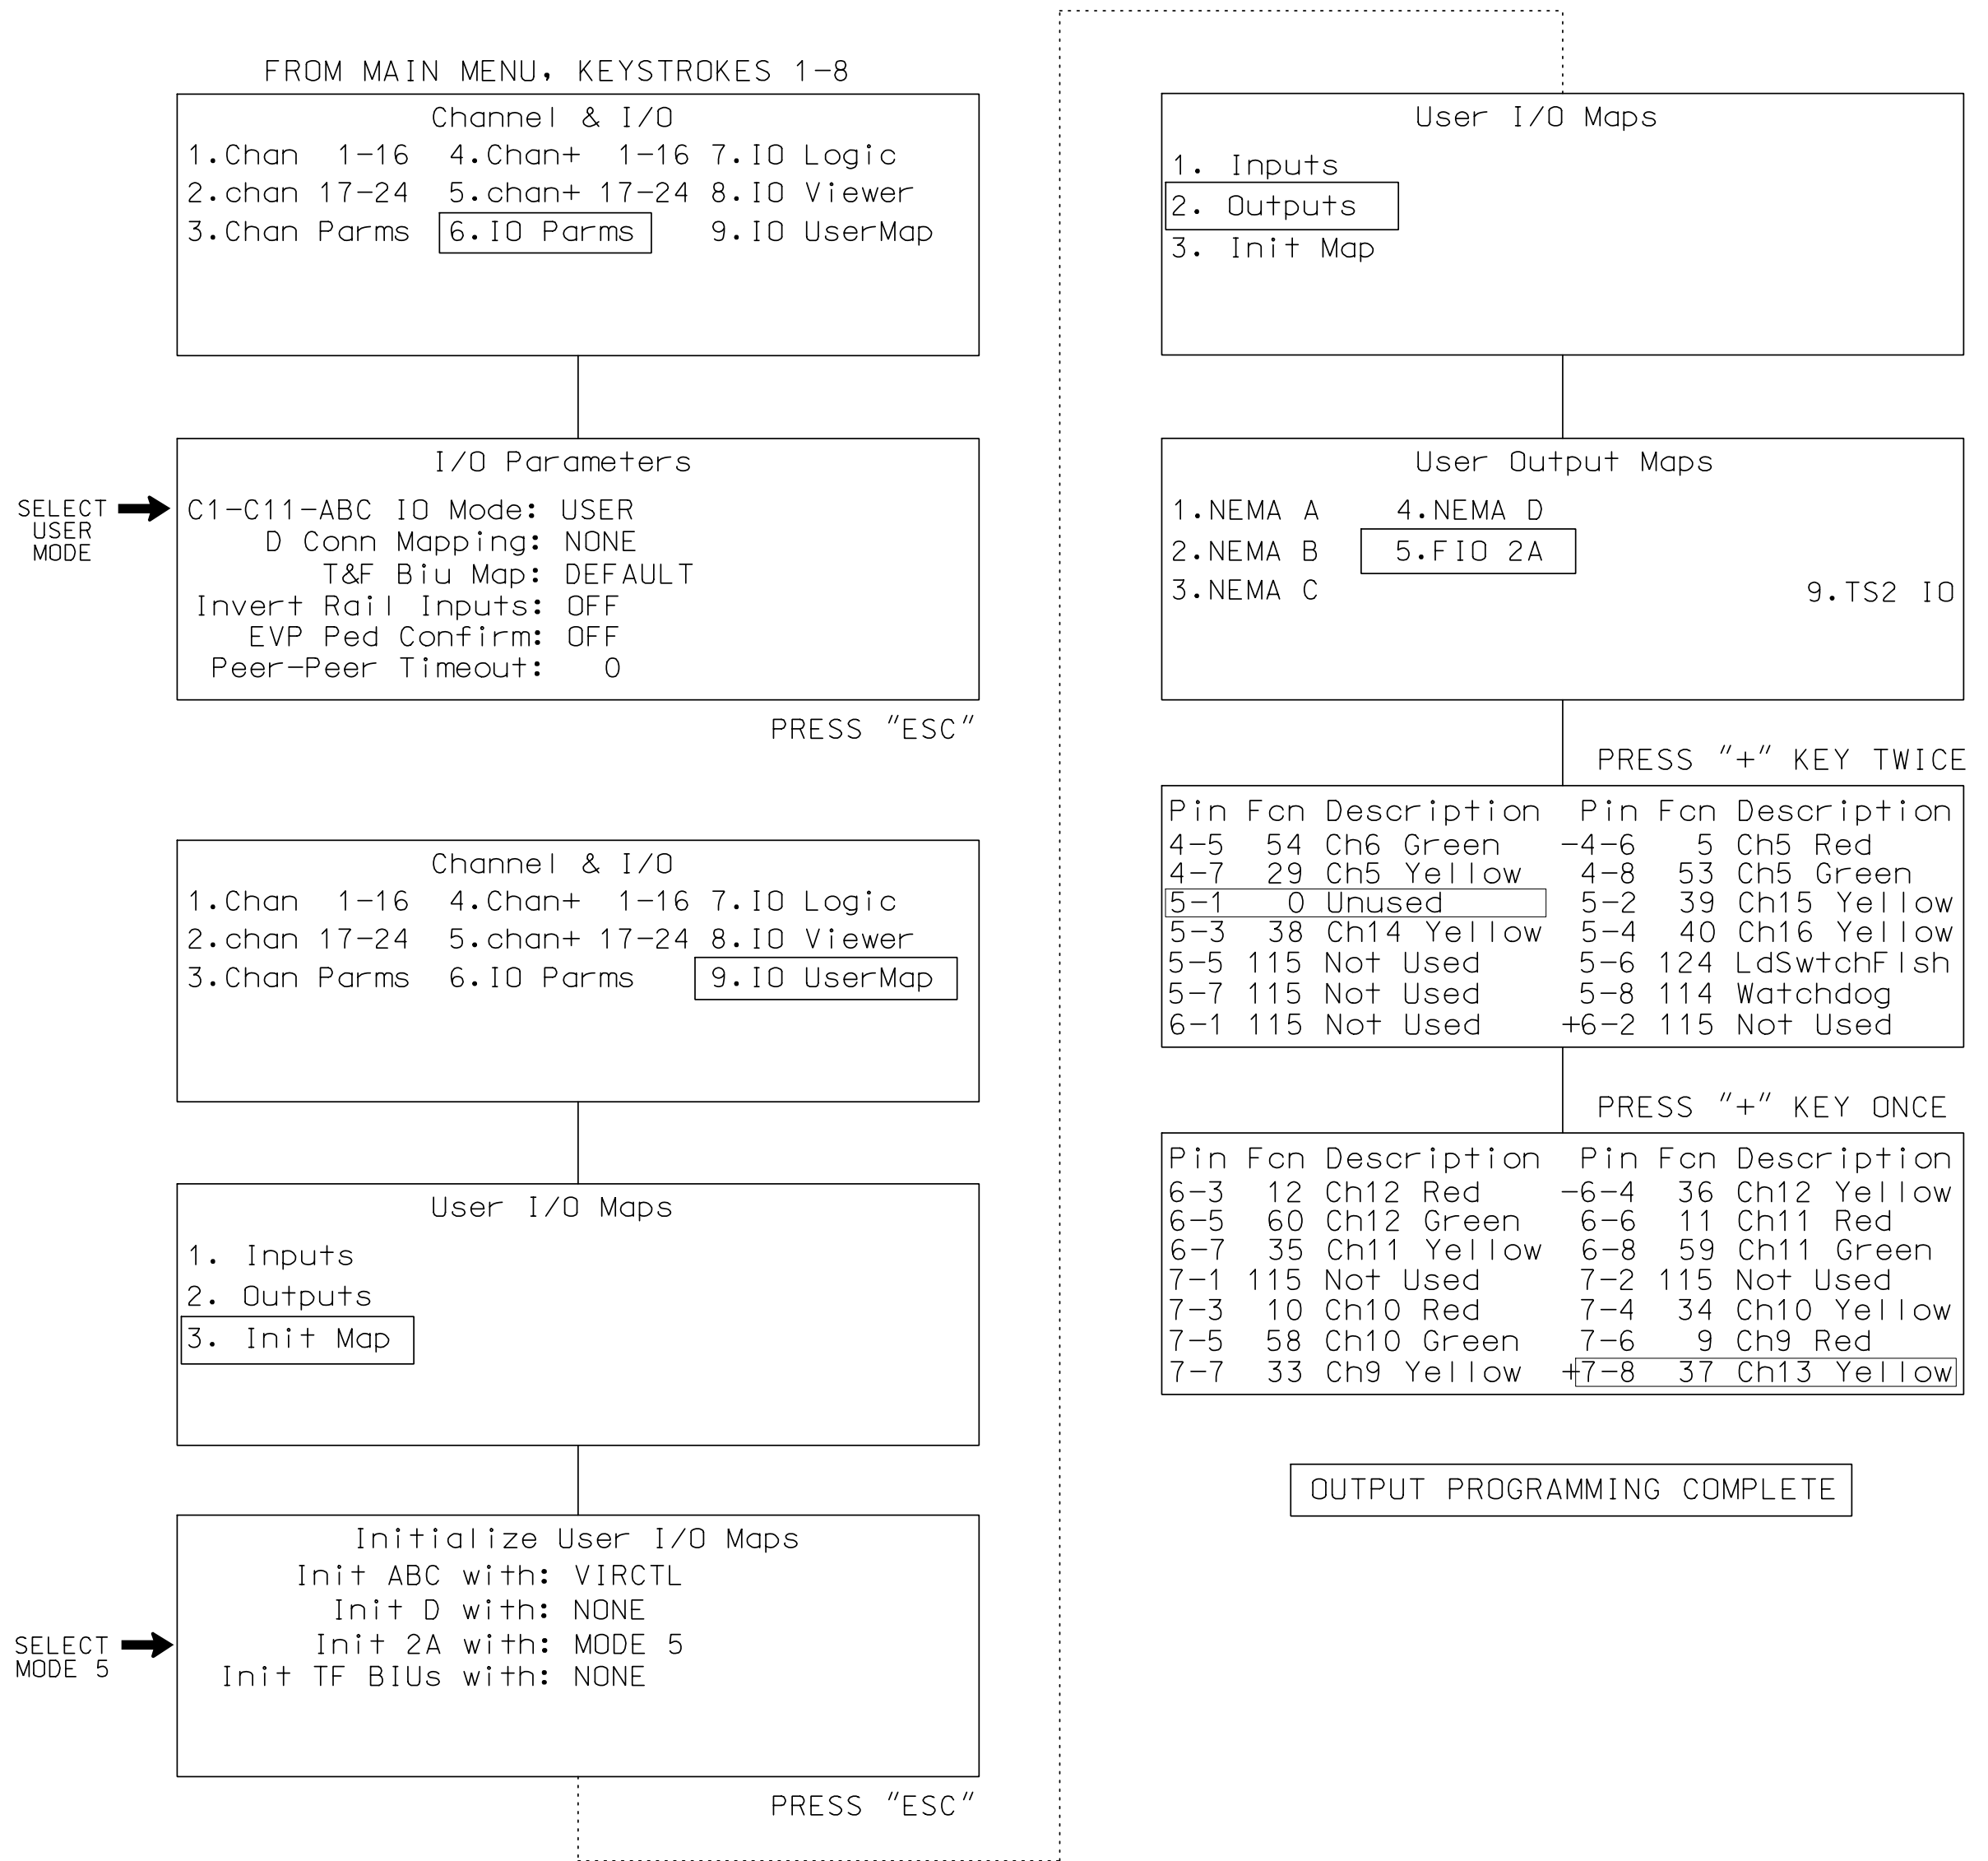 FROM MAIN MENU, KEYSTROKES 1-8
Channel & I/O
1.Chan 1-16 4.Chan+ 1-16 7.IO Logic
2.chan 17-24 5.chan+ 17-24 8.IO Viewer
3.Chan Parms 6.IO Parms 9.IO UserMap
I/O Parameters
SELECT
USER
MODE
C1-C11-ABC IO Mode: USER
D Conn Mapping: NONE
T&F Biu Map: DEFAULT
Invert Rail Inputs: OFF
EVP Ped Confirm: OFF
Peer-Peer Timeout: 0
PRESS "ESC"
Channel & I/O
1.Chan 1-16 4.Chan+ 1-16 7.IO Logic
2.chan 17-24 5.chan+ 17-24 8.IO Viewer
3.Chan Parms 6.IO Parms 9.IO UserMap
User I/O Maps
1. Inputs
2. Outputs
3. Init Map
Initialize User I/O Maps
Init ABC with: VIRCTL
Init D with: NONE
SELECT
MODE 5
Init 2A with: MODE 5
Init TF BIUs with: NONE
PRESS "ESC"
User I/O Maps
1. Inputs
2. Outputs
3. Init Map
User Output Maps
1.NEMA A 4.NEMA D
2.NEMA B 5.FIO 2A
3.NEMA C 9.TS2 IO
PRESS "+" KEY TWICE
Pin Fcn Description Pin Fcn Description
4-5 54 Ch6 Green -4-6 5 Ch5 Red
4-7 29 Ch5 Yellow 4-8 53 Ch5 Green
5-1 0 Unused 5-2 39 Ch15 Yellow
5-3 38 Ch14 Yellow 5-4 40 Ch16 Yellow
5-5 115 Not Used 5-6 124 LdSwtchFlsh
5-7 115 Not Used 5-8 114 Watchdog
6-1 115 Not Used +6-2 115 Not Used
PRESS "+" KEY ONCE
Pin Fcn Description Pin Fcn Description
6-3 12 Ch12 Red -6-4 36 Ch12 Yellow
6-5 60 Ch12 Green 6-6 11 Ch11 Red
6-7 35 Ch11 Yellow 6-8 59 Ch11 Green
7-1 115 Not Used 7-2 115 Not Used
7-3 10 Ch10 Red 7-4 34 Ch10 Yellow
7-5 58 Ch10 Green 7-6 9 Ch9 Red
7-7 33 Ch9 Yellow +7-8 37 Ch13 Yellow
OUTPUT PROGRAMMING COMPLETE